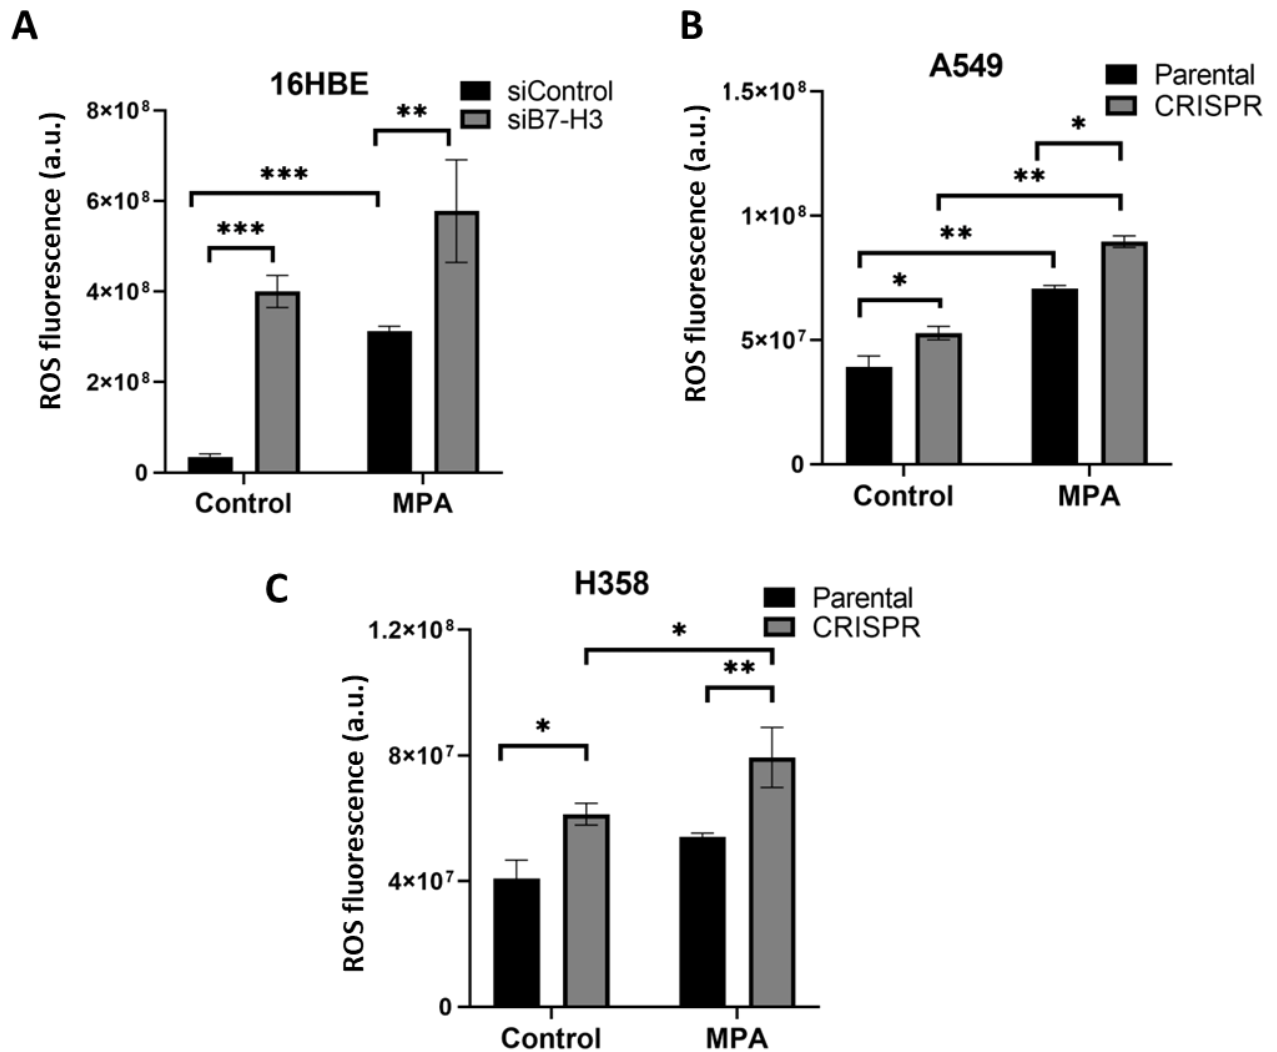 A
16HBE
siControl
siB7-H3
ROS fluorescence (a.u.)
8×10⁸
6×10⁸
4×10⁸
2×10⁸
0
**
***
***
Control
MPA
B
A549
Parental
CRISPR
ROS fluorescence (a.u.)
1.5×10⁸
1×10⁸
5×10⁷
0
*
**
**
*
Control
MPA
C
H358
Parental
CRISPR
ROS fluorescence (a.u.)
1.2×10⁸
8×10⁷
4×10⁷
0
*
**
*
Control
MPA